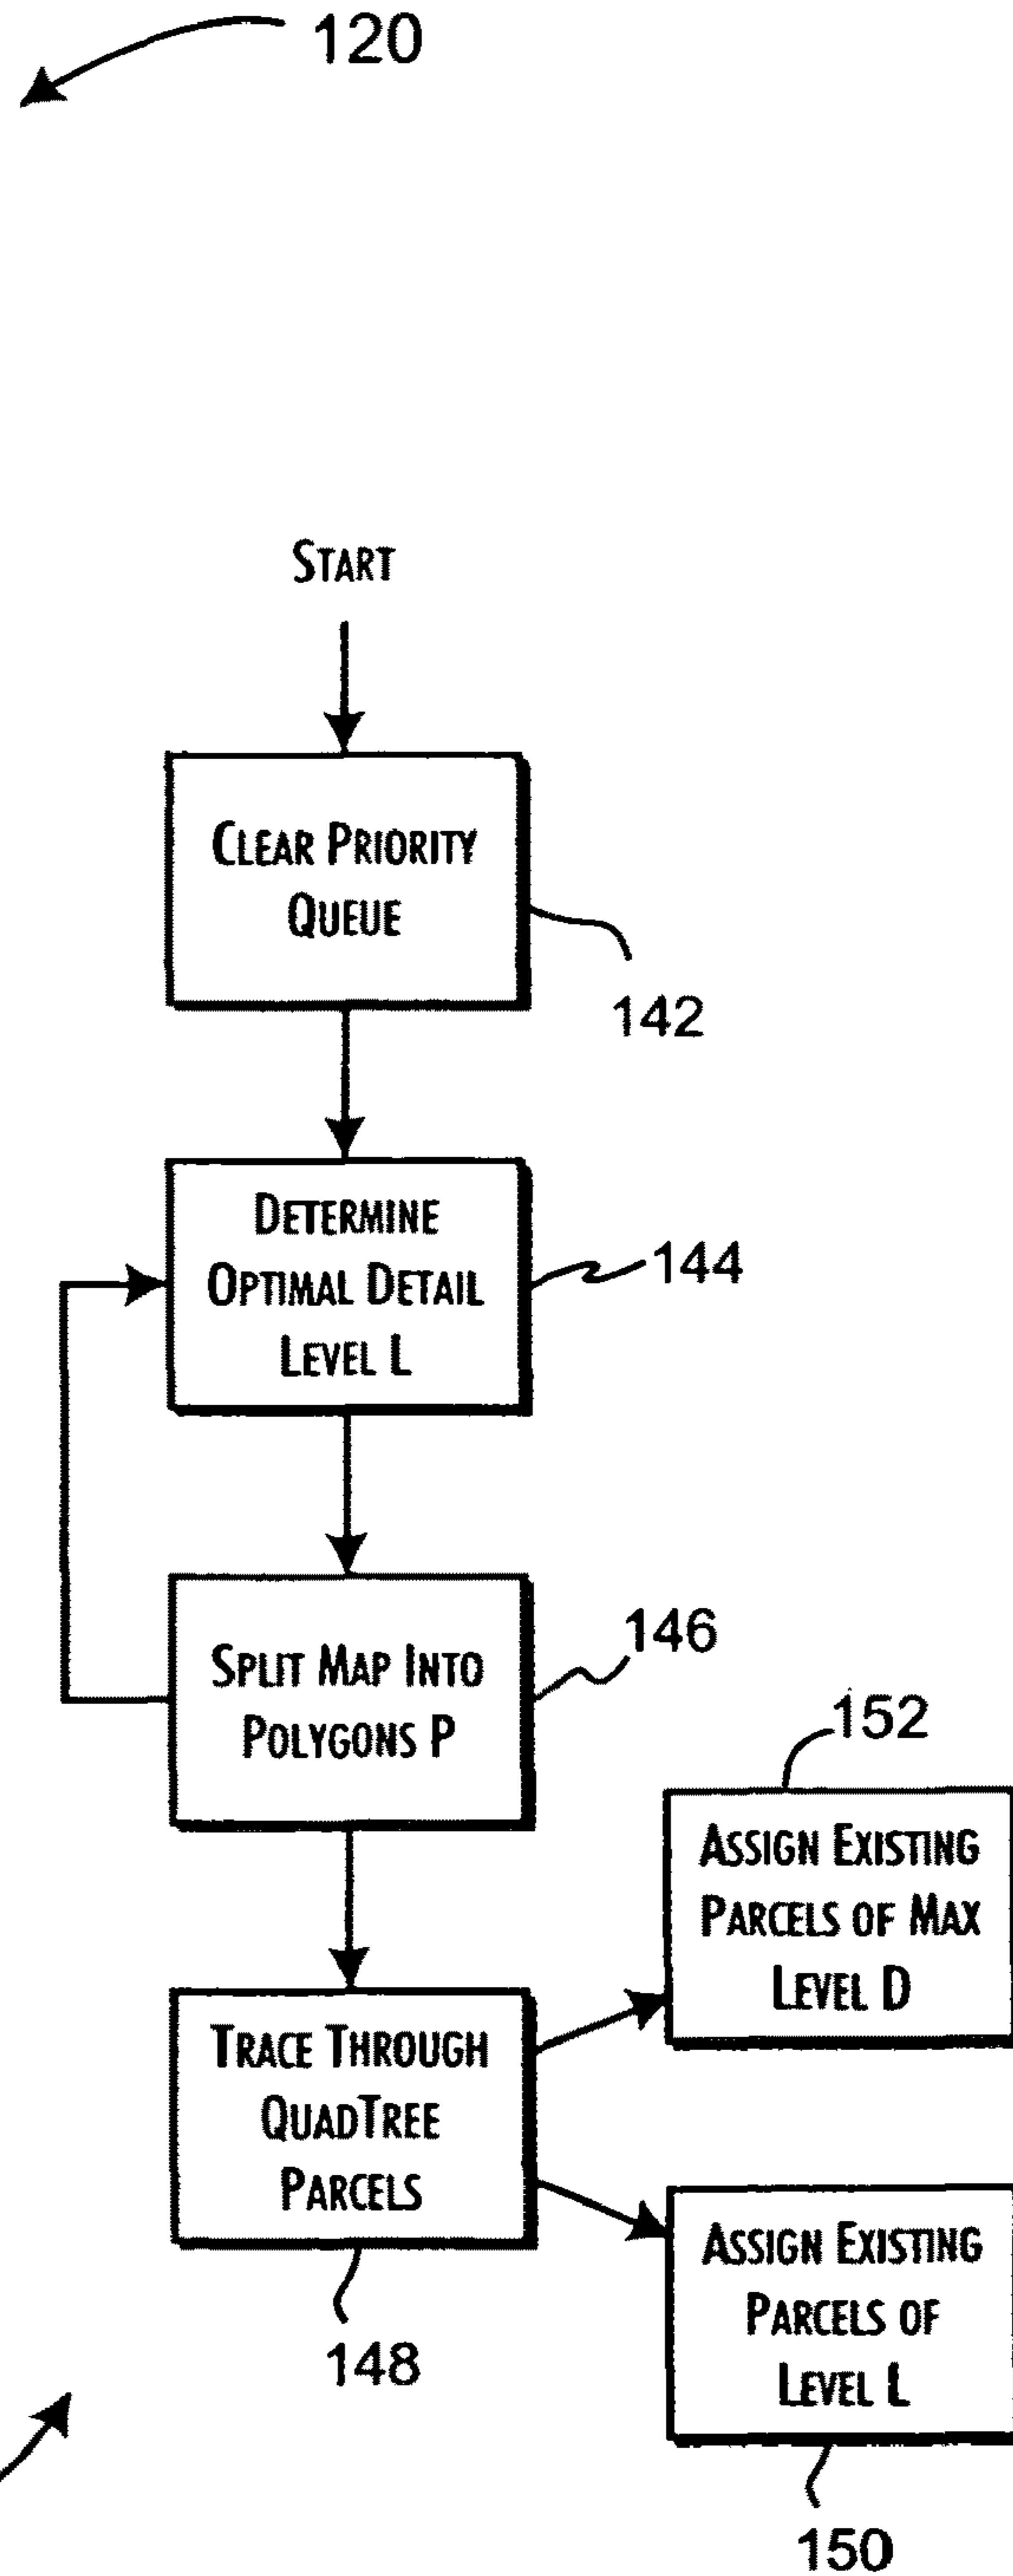 120
START
CLEAR PRIORITY
QUEUE
142
DETERMINE
OPTIMAL DETAIL
LEVEL L
144
SPLIT MAP INTO
POLYGONS P
146
152
ASSIGN EXISTING
PARCELS OF MAX
LEVEL D
TRACE THROUGH
QUADTREE
PARCELS
148
ASSIGN EXISTING
PARCELS OF
LEVEL L
150